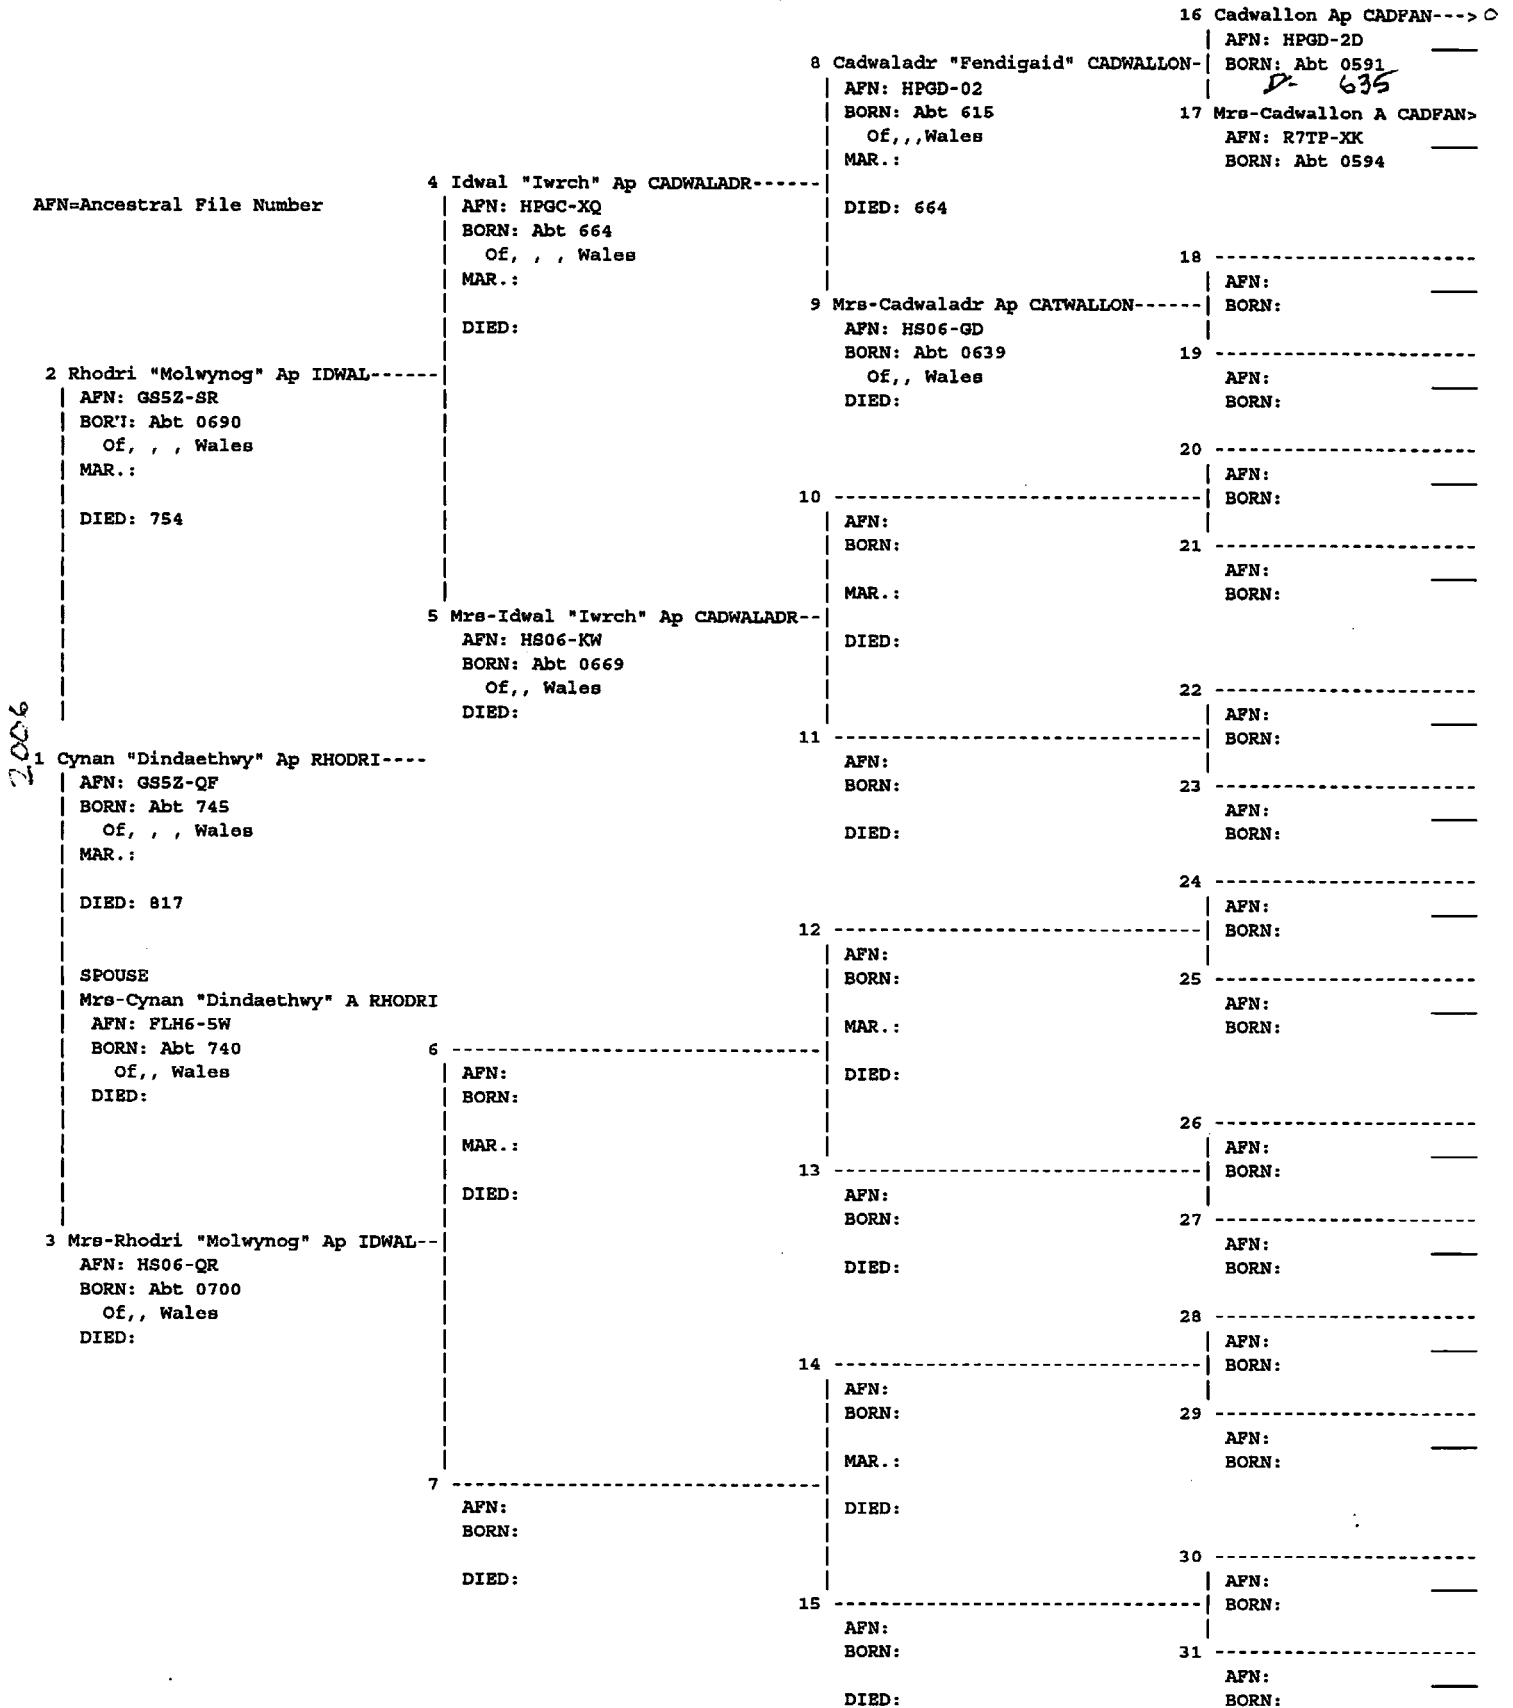 16 Cadwallon Ap CADFAN--->
AFN: HPGD-2D
BORN: Abt 0591
D- 635
8 Cadwaladr "Fendigaid" CADWALLON-
AFN: HPGD-02
BORN: Abt 615
Of,,,Wales
MAR.:
DIED: 664
17 Mrs-Cadwallon A CADFAN>
AFN: R7TP-XK
BORN: Abt 0594
4 Idwal "Iwrch" Ap CADWALADR------
AFN: HPGC-XQ
BORN: Abt 664
Of, , , Wales
MAR.:
DIED:
AFN=Ancestral File Number
18 ------------------------
AFN:
BORN:
9 Mrs-Cadwaladr Ap CATWALLON------
AFN: HS06-GD
BORN: Abt 0639
Of,, Wales
DIED:
19 ------------------------
AFN:
BORN:
2 Rhodri "Molwynog" Ap IDWAL------
AFN: GS5Z-SR
BORN: Abt 0690
Of, , , Wales
MAR.:
DIED: 754
20 ------------------------
AFN:
BORN:
10 ----------------------------------
AFN:
BORN:
MAR.:
DIED:
21 ------------------------
AFN:
BORN:
5 Mrs-Idwal "Iwrch" Ap CADWALADR--
AFN: HS06-KW
BORN: Abt 0669
Of,, Wales
DIED:
22 ------------------------
AFN:
BORN:
11 ----------------------------------
AFN:
BORN:
DIED:
23 ------------------------
AFN:
BORN:
2006
1 Cynan "Dindaethwy" Ap RHODRI----
AFN: GS5Z-QF
BORN: Abt 745
Of, , , Wales
MAR.:
DIED: 817
SPOUSE
Mrs-Cynan "Dindaethwy" A RHODRI
AFN: FLH6-5W
BORN: Abt 740
Of,, Wales
DIED:
24 ------------------------
AFN:
BORN:
12 ----------------------------------
AFN:
BORN:
MAR.:
DIED:
25 ------------------------
AFN:
BORN:
6 ----------------------------------
AFN:
BORN:
MAR.:
DIED:
26 ------------------------
AFN:
BORN:
13 ----------------------------------
AFN:
BORN:
DIED:
27 ------------------------
AFN:
BORN:
3 Mrs-Rhodri "Molwynog" Ap IDWAL--
AFN: HS06-QR
BORN: Abt 0700
Of,, Wales
DIED:
28 ------------------------
AFN:
BORN:
14 ----------------------------------
AFN:
BORN:
MAR.:
DIED:
29 ------------------------
AFN:
BORN:
7 ----------------------------------
AFN:
BORN:
DIED:
30 ------------------------
AFN:
BORN:
15 ----------------------------------
AFN:
BORN:
DIED:
31 ------------------------
AFN:
BORN: